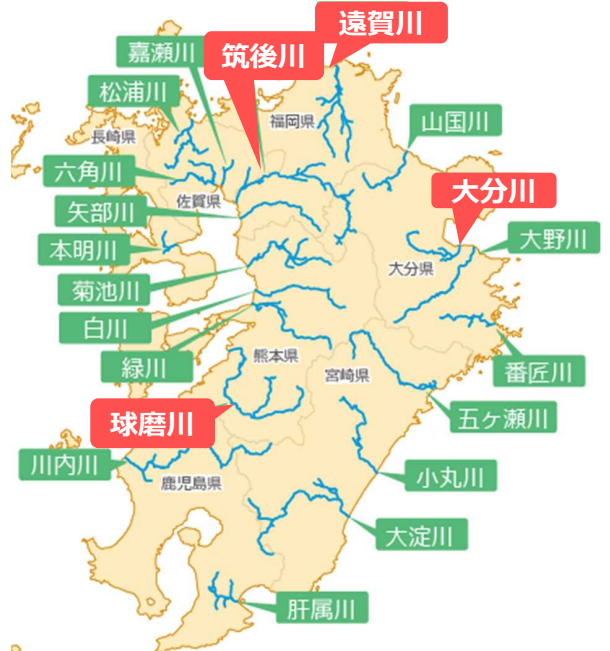 遠賀川
嘉瀬川
筑後川
松浦川
福岡県
山国川
長崎県
六角川
佐賀県
大分川
矢部川
大野川
本明川
大分県
菊池川
白川
熊本県
緑川
宮崎県
番匠川
球磨川
五ヶ瀬川
川内川
鹿児島県
小丸川
大淀川
肝属川